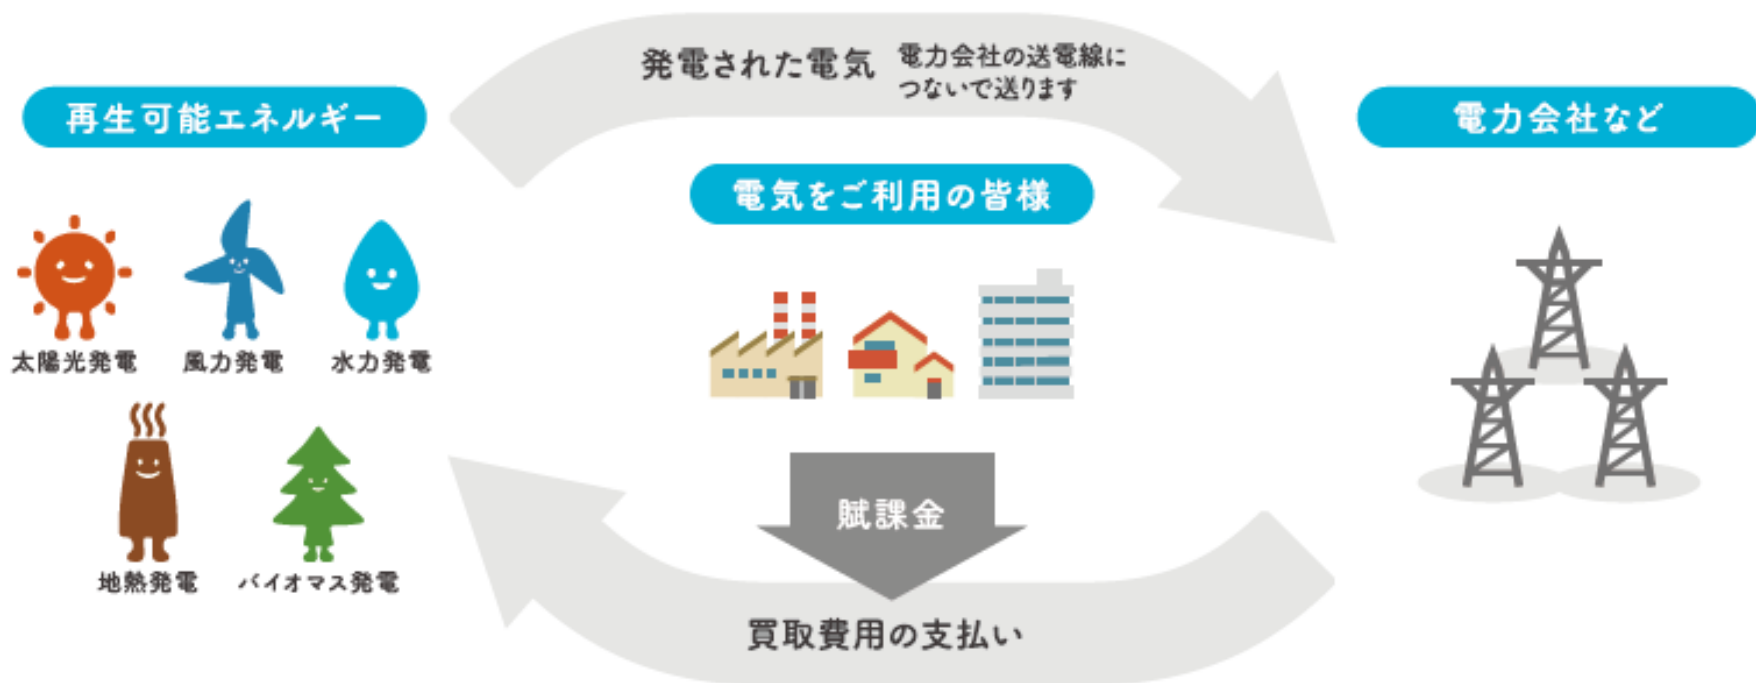 発電された電気
電力会社の送電線に
つないで送ります
再生可能エネルギー
電力会社など
電気をご利用の皆様
太陽光発電
風力発電
水力発電
地熱発電
バイオマス発電
賦課金
買取費用の支払い